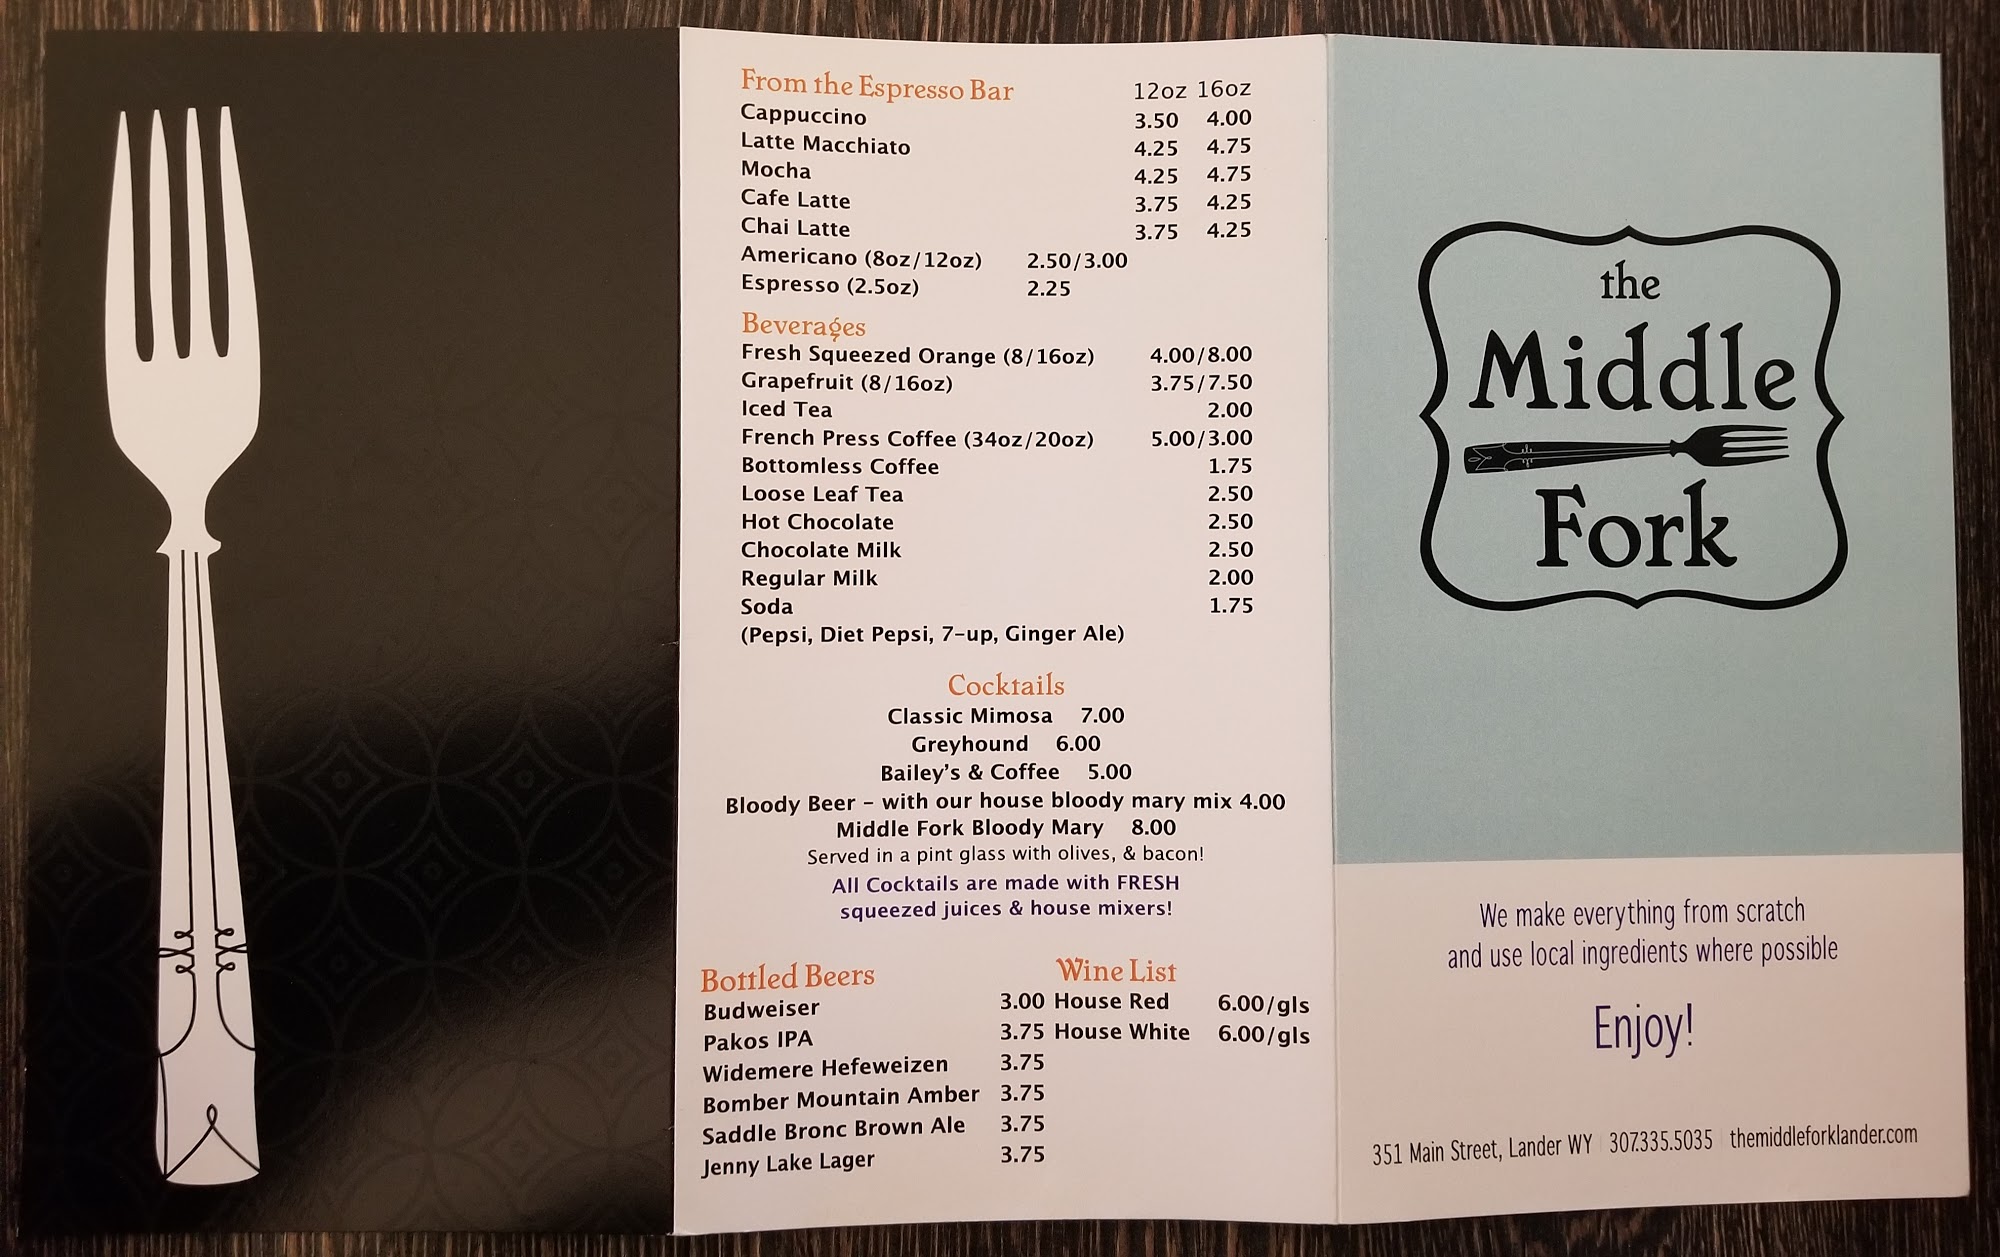 From the Espresso Bar 12oz 16oz
Cappuccino 3.50 4.00
Latte Macchiato 4.25 4.75
Mocha 4.25 4.75
Cafe Latte 3.75 4.25
Chai Latte 3.75 4.25
Americano (8oz/12oz) 2.50/3.00
Espresso (2.5oz) 2.25
Beverages
Fresh Squeezed Orange (8/16oz) 4.00/8.00
Grapefruit (8/16oz) 3.75/7.50
Iced Tea 2.00
French Press Coffee (34oz/20oz) 5.00/3.00
Bottomless Coffee 1.75
Loose Leaf Tea 2.50
Hot Chocolate 2.50
Chocolate Milk 2.50
Regular Milk 2.00
Soda 1.75
(Pepsi, Diet Pepsi, 7-up, Ginger Ale)
Cocktails
Classic Mimosa 7.00
Greyhound 6.00
Bailey's & Coffee 5.00
Bloody Beer - with our house bloody mary mix 4.00
Middle Fork Bloody Mary 8.00
Served in a pint glass with olives, & bacon!
All Cocktails are made with FRESH
squeezed juices & house mixers!
Bottled Beers
Budweiser 3.00
Pakos IPA 3.75
Widemere Hefeweizen 3.75
Bomber Mountain Amber 3.75
Saddle Bronc Brown Ale 3.75
Jenny Lake Lager 3.75
Wine List
House Red 6.00/gls
House White 6.00/gls
the
Middle
Fork
We make everything from scratch
and use local ingredients where possible
Enjoy!
351 Main Street, Lander WY | 307.335.5035 | themiddleforklander.com